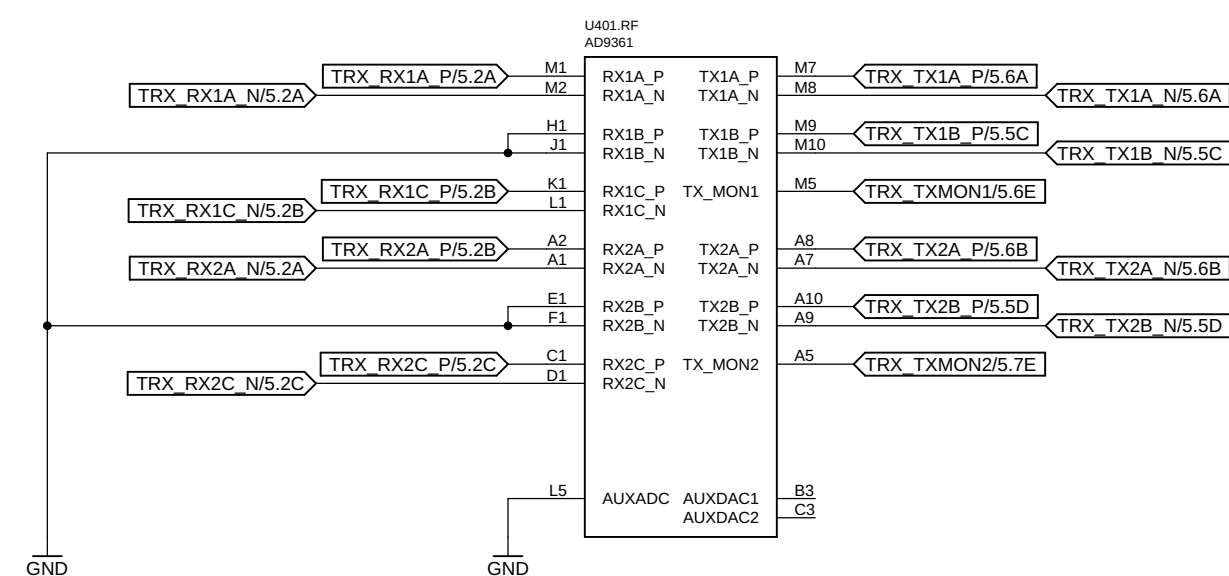 U401.RF
AD9361
TRX_RX1A_P/5.2A M1 RX1A_P TX1A_P M7 TRX_TX1A_P/5.6A
TRX_RX1A_N/5.2A M2 RX1A_N TX1A_N M8 TRX_TX1A_N/5.6A
H1 RX1B_P TX1B_P M9 TRX_TX1B_P/5.5C
J1 RX1B_N TX1B_N M10 TRX_TX1B_N/5.5C
TRX_RX1C_P/5.2B K1 RX1C_P TX_MON1 M5 TRX_TXMON1/5.6E
TRX_RX1C_N/5.2B L1 RX1C_N
TRX_RX2A_P/5.2B A2 RX2A_P TX2A_P A8 TRX_TX2A_P/5.6B
TRX_RX2A_N/5.2A A1 RX2A_N TX2A_N A7 TRX_TX2A_N/5.6B
E1 RX2B_P TX2B_P A10 TRX_TX2B_P/5.5D
F1 RX2B_N TX2B_N A9 TRX_TX2B_N/5.5D
TRX_RX2C_P/5.2C C1 RX2C_P TX_MON2 A5 TRX_TXMON2/5.7E
TRX_RX2C_N/5.2C D1 RX2C_N
L5 AUXADC AUXDAC1 B3
AUXDAC2 C3
GND GND